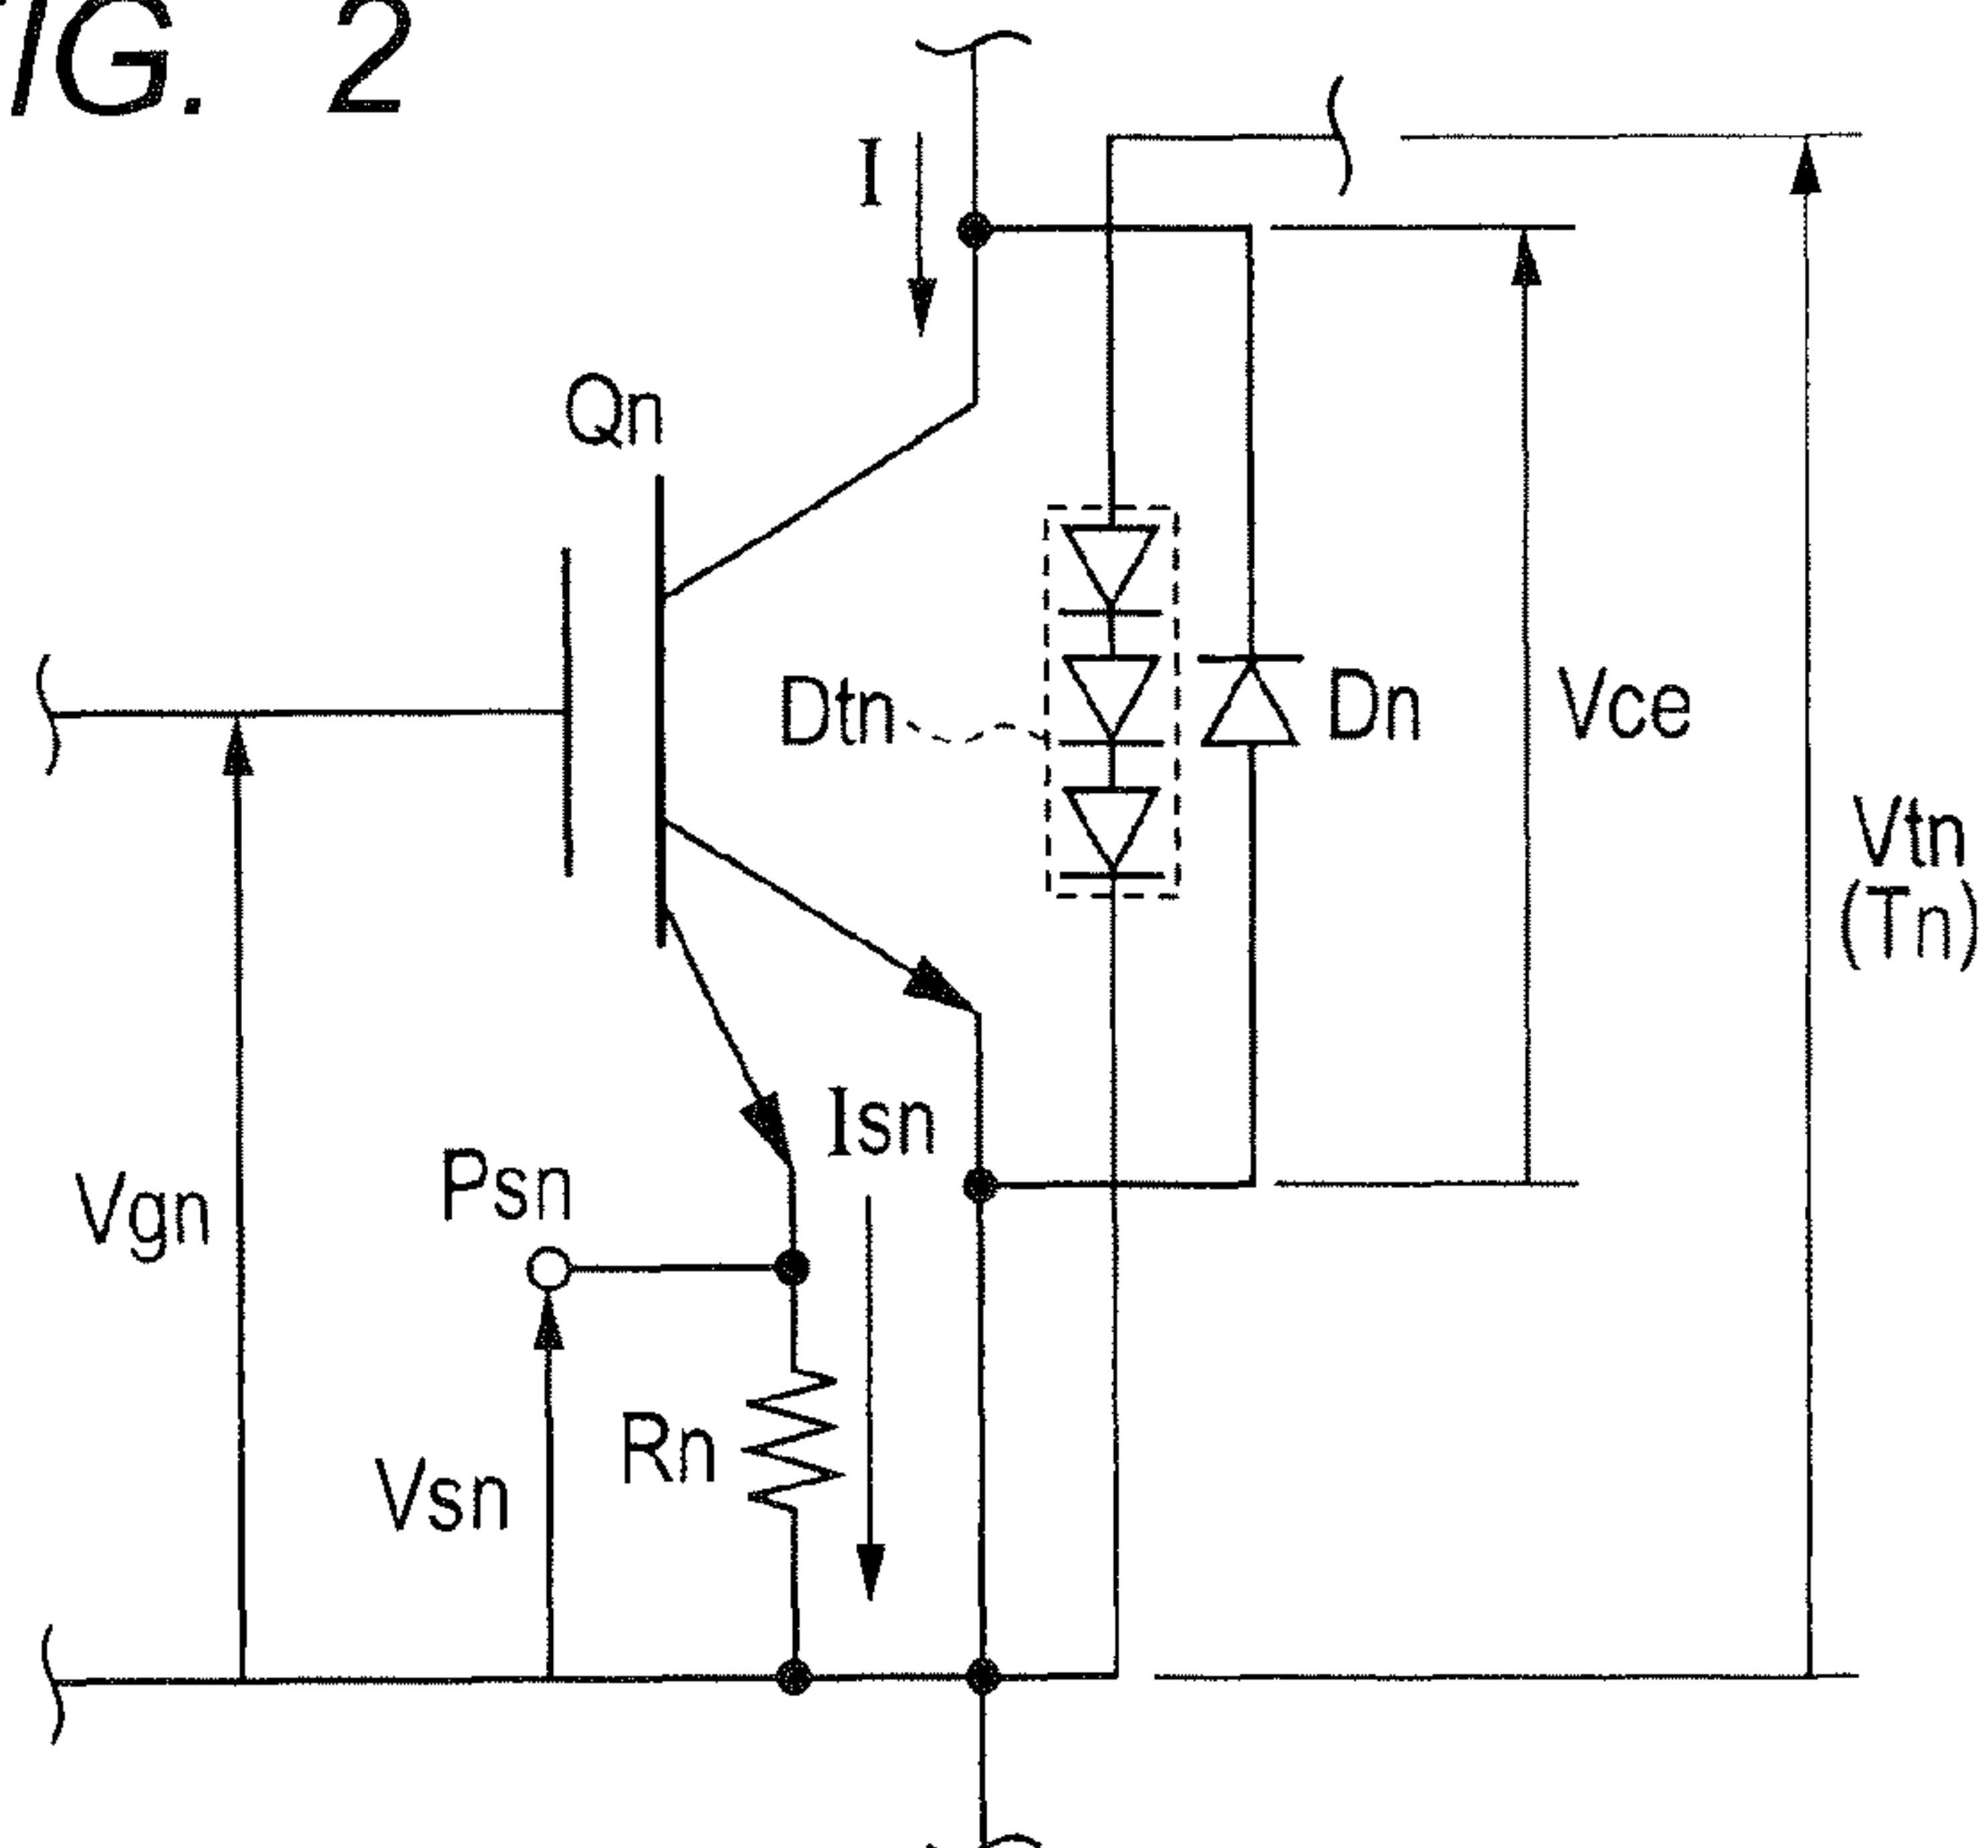 IG. 2
I
Qn
Dtn
Dn
Vce
Vtn
(Tn)
Isn
Psn
Vgn
Rn
Vsn